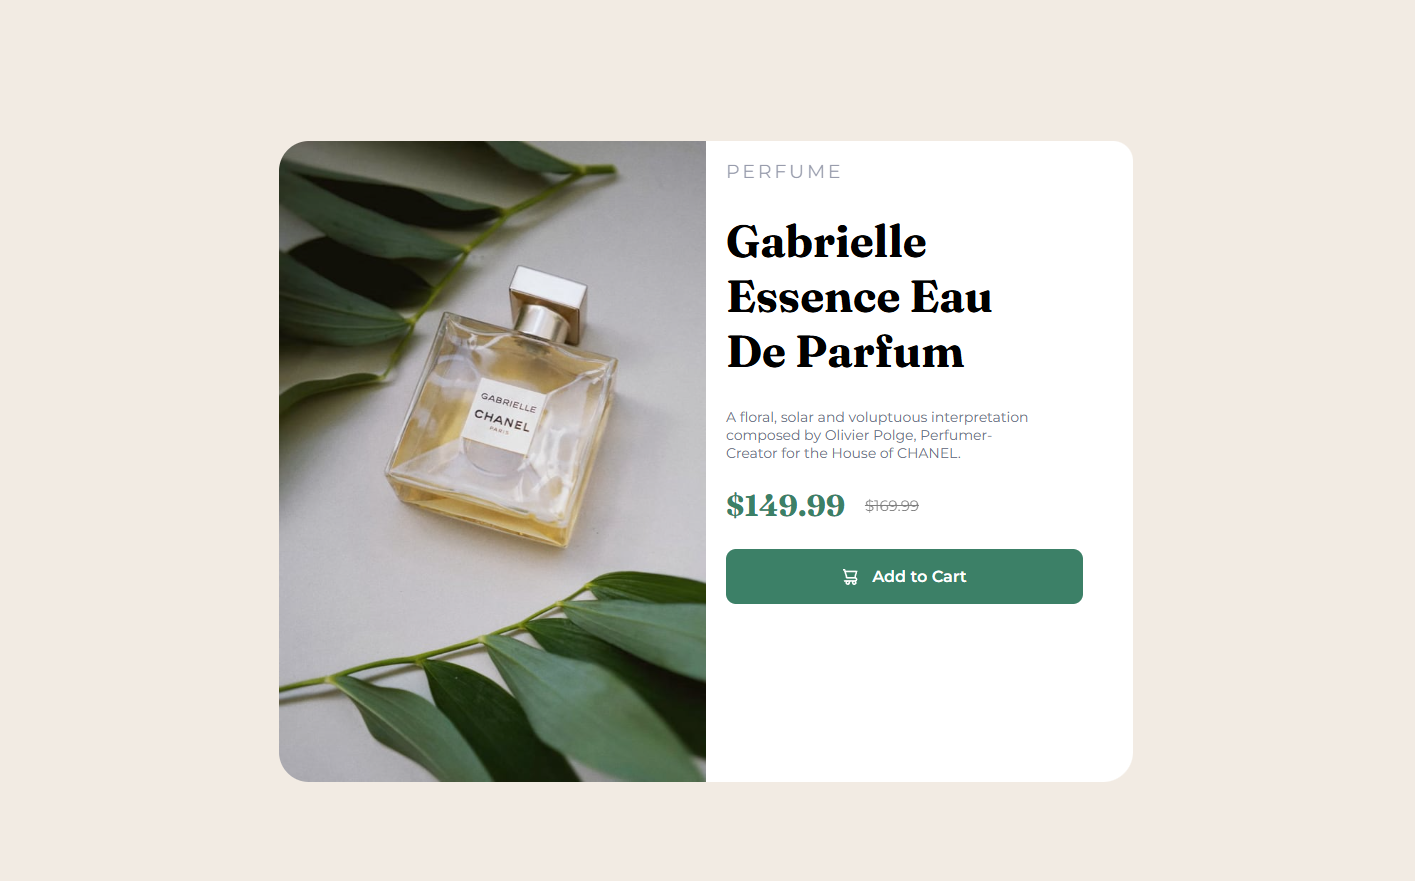 PERFUME
Gabrielle
Essence Eau
De Parfum
A floral, solar and voluptuous interpretation
composed by Olivier Polge, Perfumer-
Creator for the House of CHANEL.
$149.99 $169.99
Add to Cart
GABRIELLE
CHANEL
PARIS